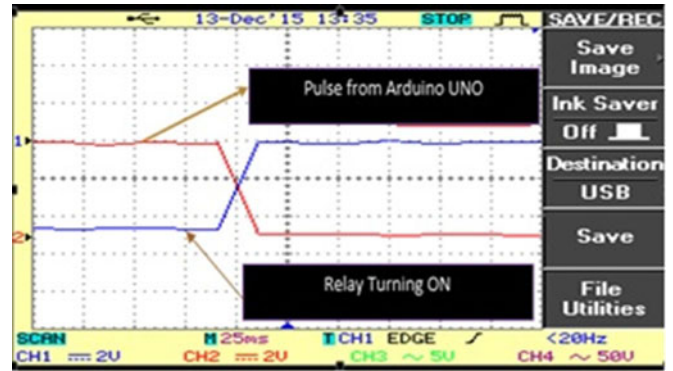 13-Dec'15 13:35 STOP SAVE/REC
Save
Image
Pulse from Arduino UNO
Ink Saver
Off
1
Destination
USB
2
Save
Relay Turning ON
File
Utilities
SCAN M 25ms T CH1 EDGE <20Hz
CH1 2V CH2 2V CH3 ~ 5V CH4 ~ 50V